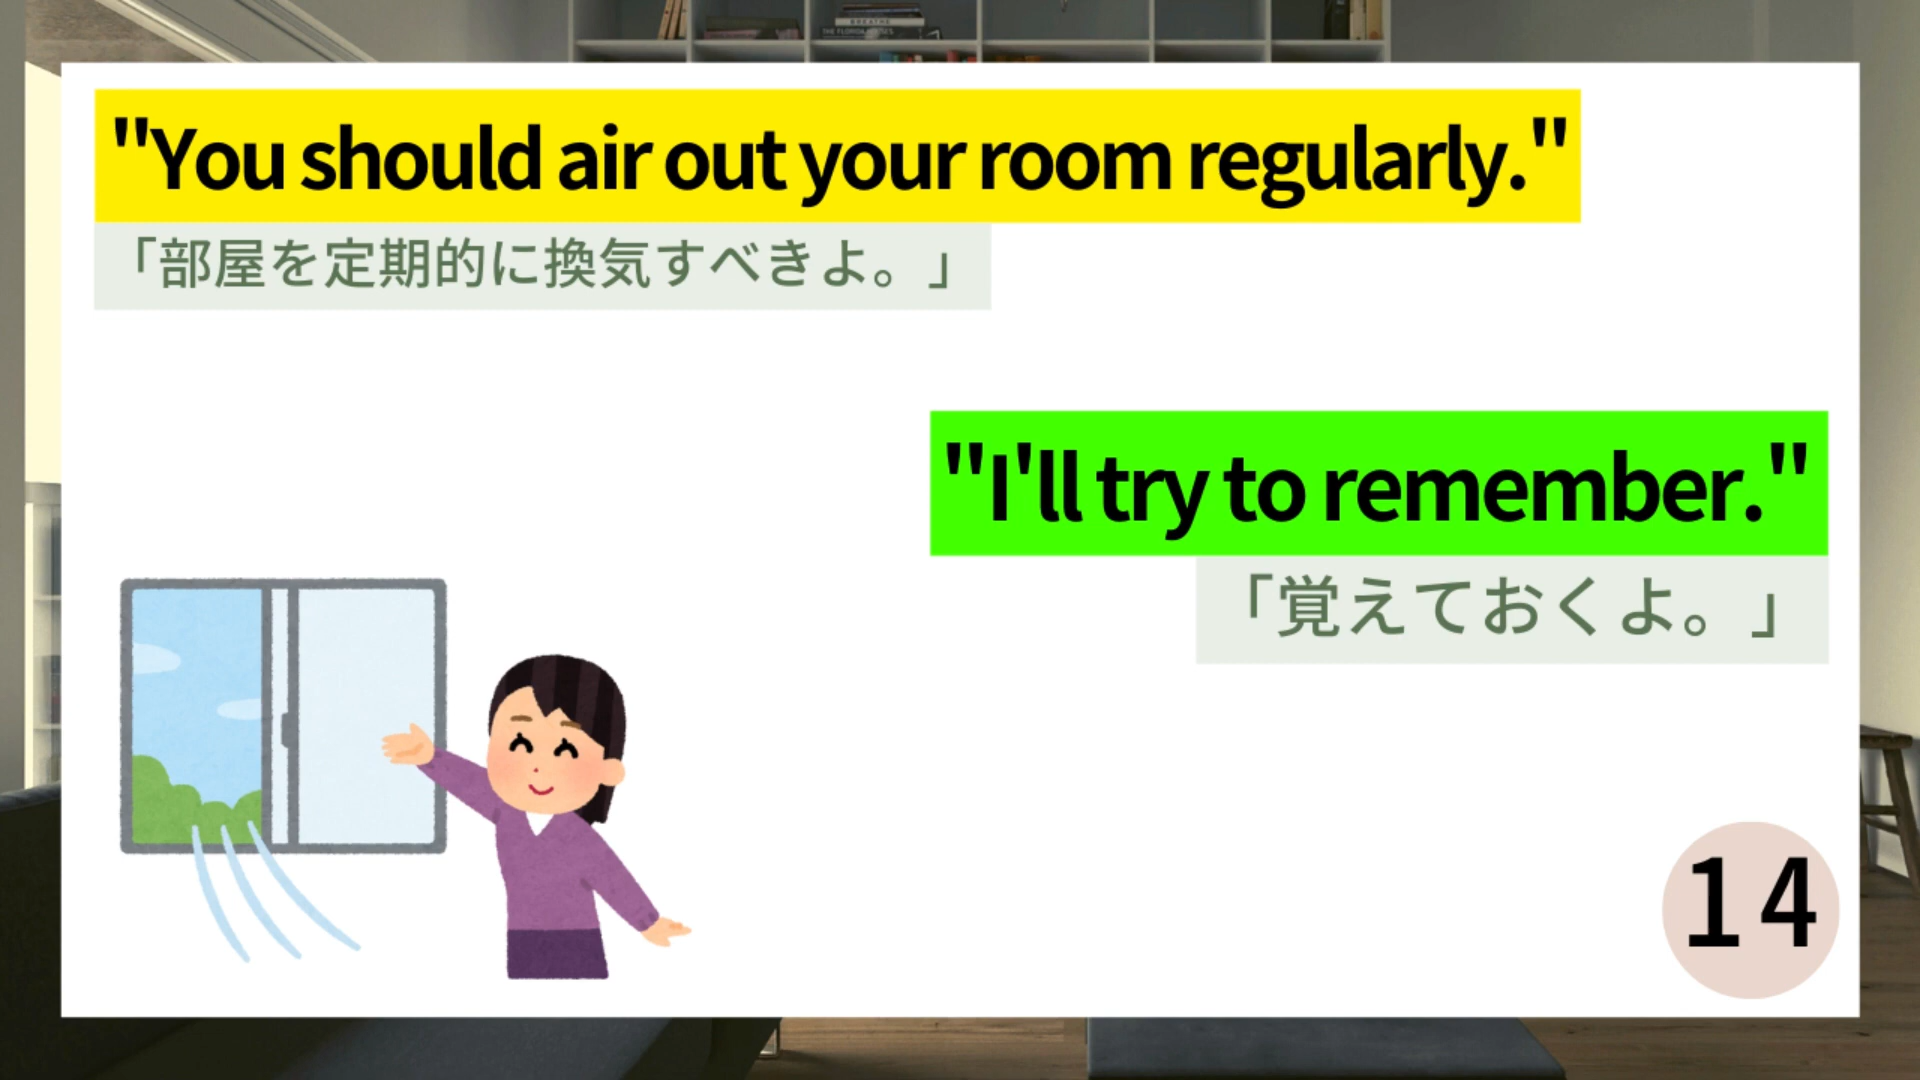 BREATHE
"You should air out your room regularly."
「部屋を定期的に換気すべきよ。」
"I'll try to remember."
「覚えておくよ。」
14